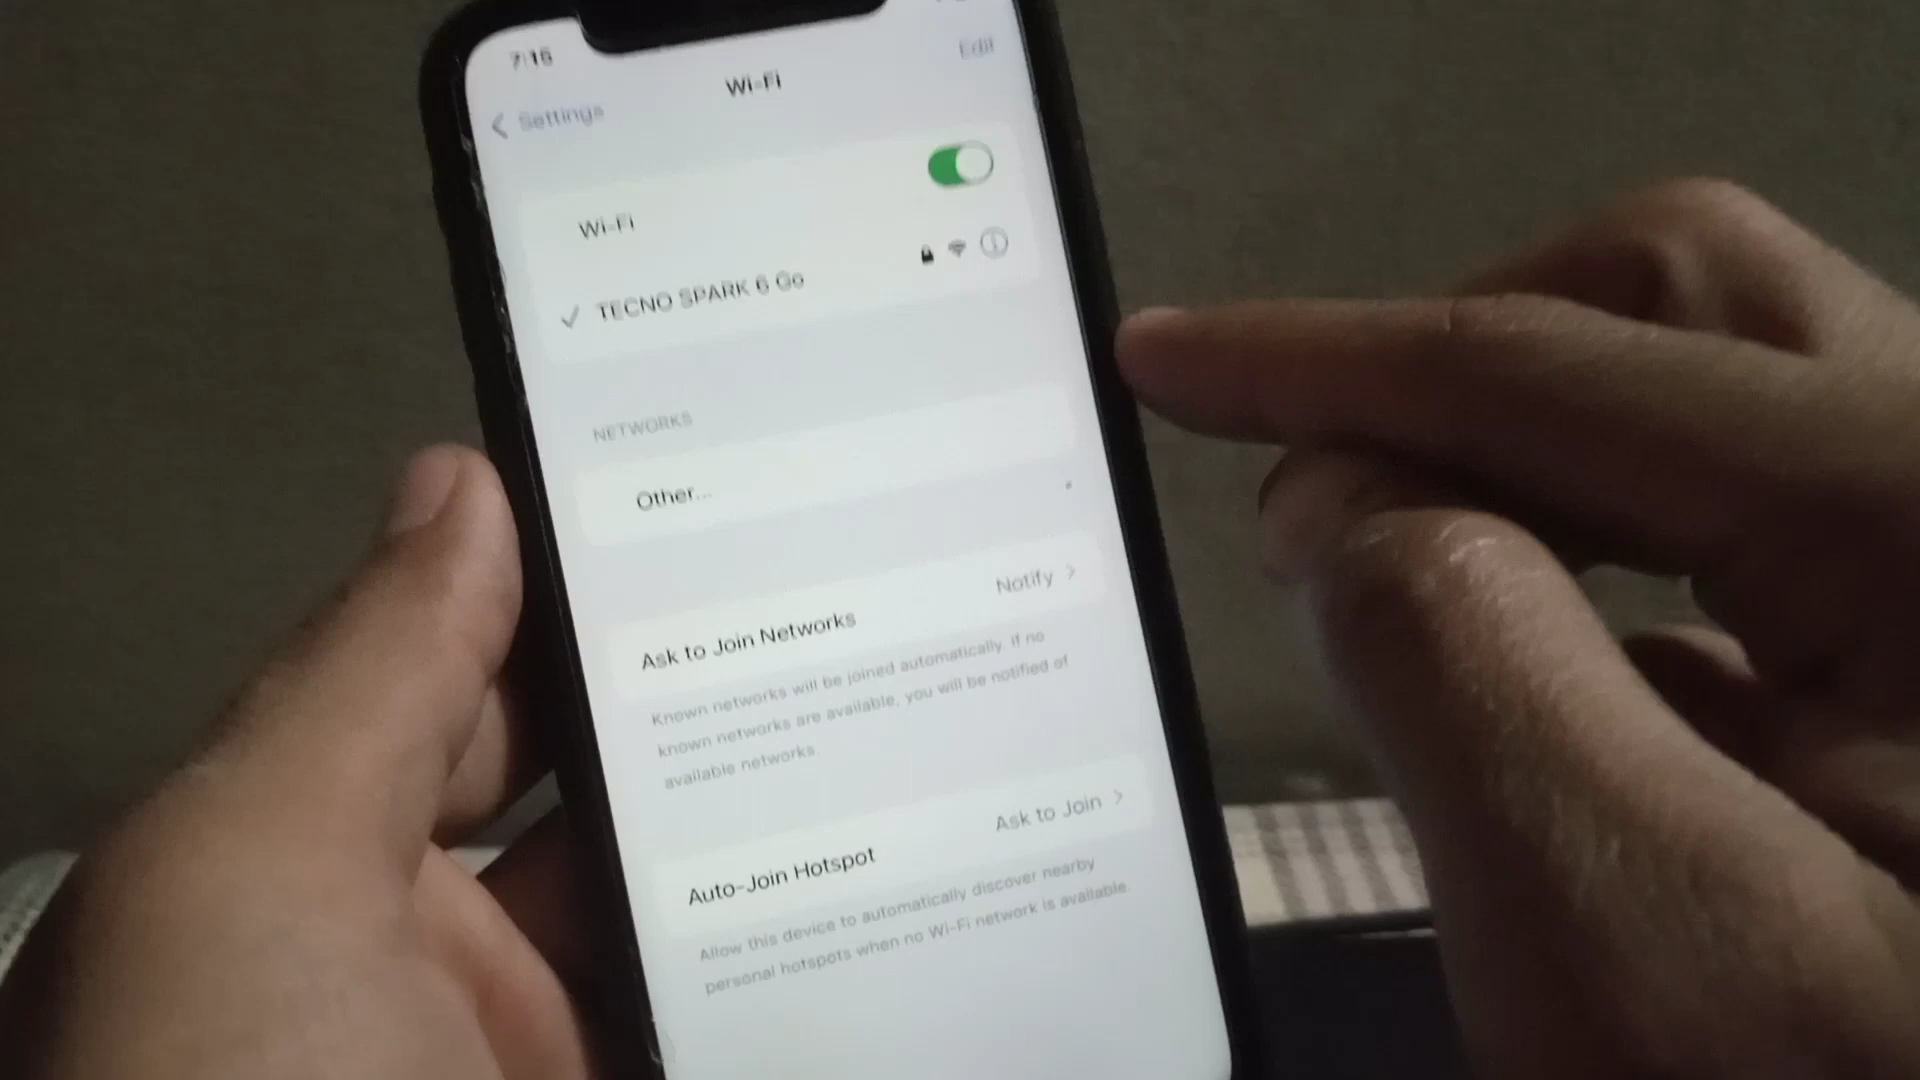 7:16
Edit
Wi-Fi
Settings
Wi-Fi
TECNO SPARK 6 Go
NETWORKS
Other...
Ask to Join Networks
Notify
Known networks will be joined automatically. If no
known networks are available, you will be notified of
available networks.
Auto-Join Hotspot
Ask to Join
Allow this device to automatically discover nearby
personal hotspots when no Wi-Fi network is available.